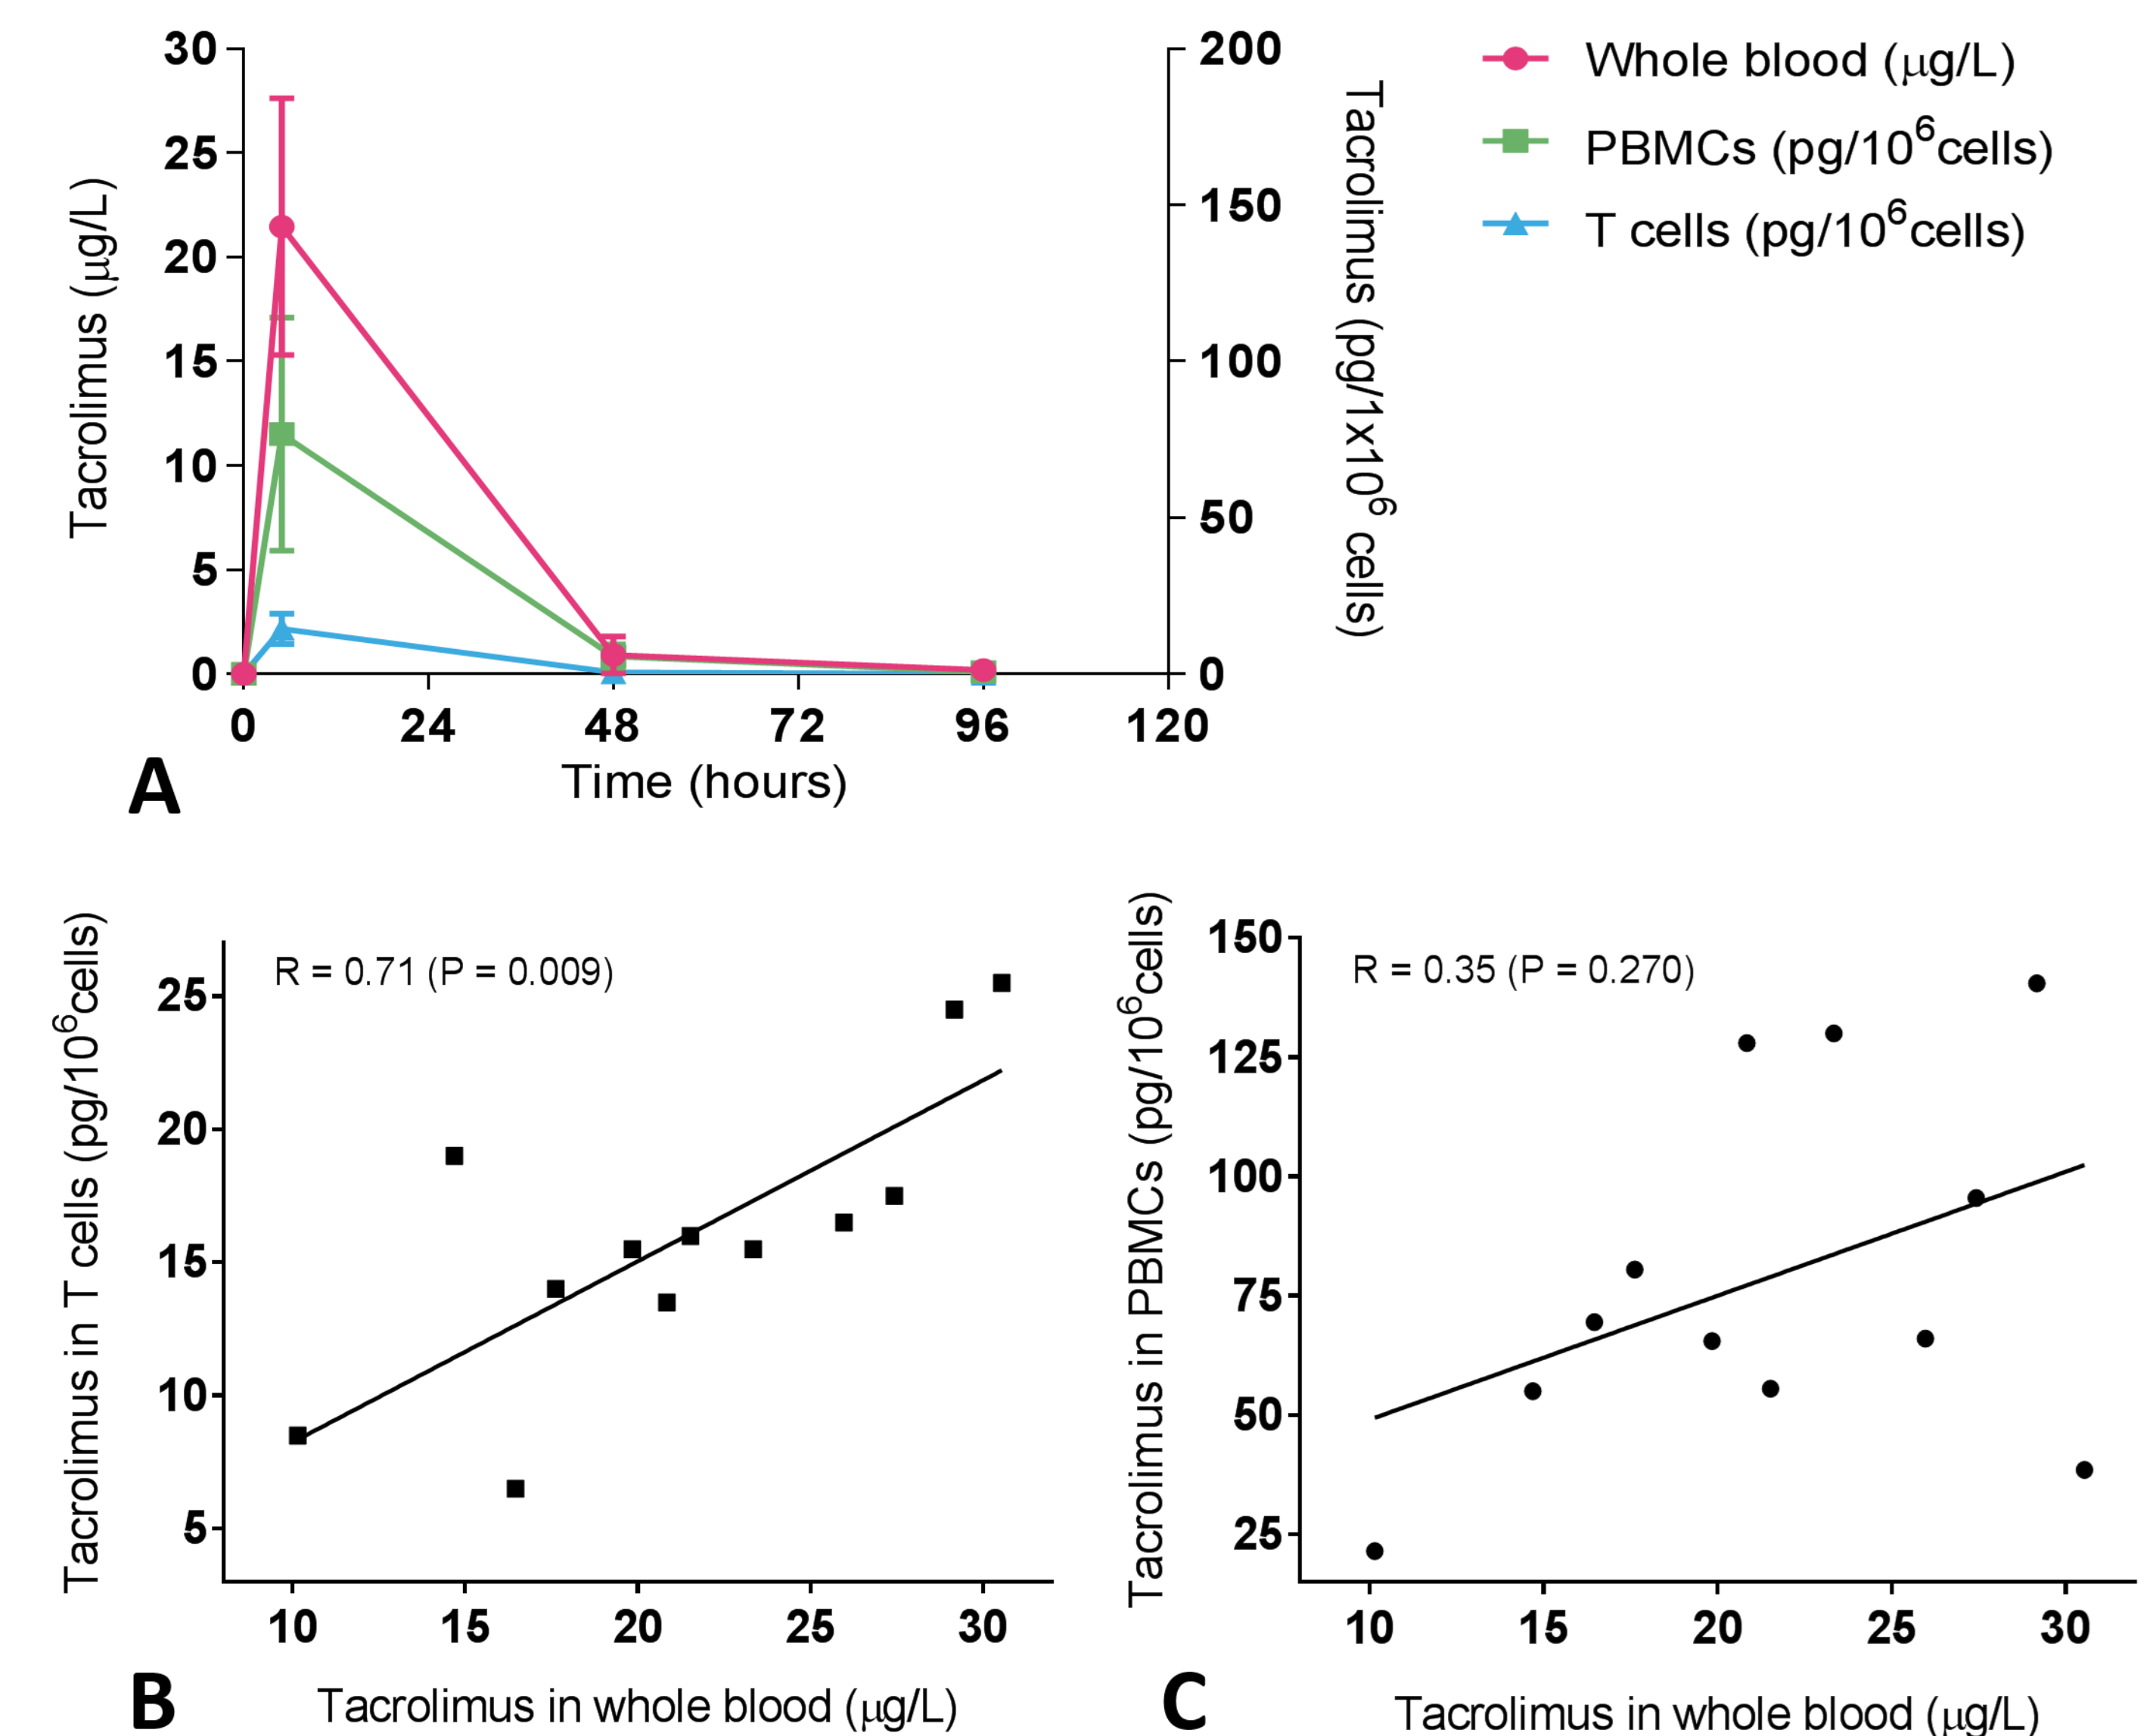 30
25
20
15
10
5
0
Tacrolimus (μg/L)
200
150
100
50
0
Tacrolimus (pg/1x10⁶ cells)
0 24 48 72 96 120
Time (hours)
Whole blood (μg/L)
PBMCs (pg/10⁶cells)
T cells (pg/10⁶cells)
A
Tacrolimus in T cells (pg/10⁶cells)
R = 0.71 (P = 0.009)
25
20
15
10
5
10 15 20 25 30
Tacrolimus in whole blood (μg/L)
B
Tacrolimus in PBMCs (pg/10⁶cells)
R = 0.35 (P = 0.270)
150
125
100
75
50
25
10 15 20 25 30
Tacrolimus in whole blood (μg/L)
C